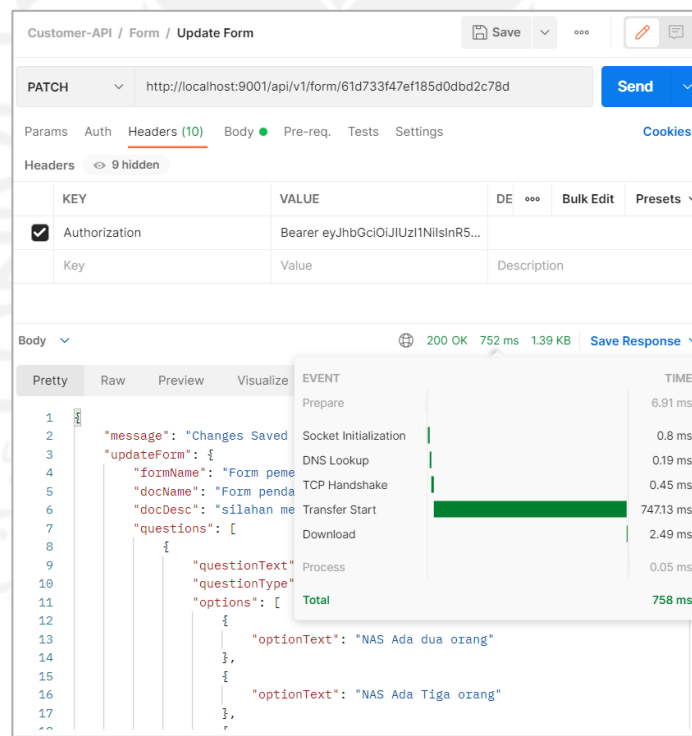 Customer-API / Form / Update Form Save
PATCH http://localhost:9001/api/v1/form/61d733f47ef185d0dbd2c78d Send
Params Auth Headers (10) Body Pre-req. Tests Settings Cookies
Headers 9 hidden
KEY VALUE DE Bulk Edit Presets
Authorization Bearer eyJhbGciOiJIUzI1NiIsInR5...
Key Value Description
Body 200 OK 752 ms 1.39 KB Save Response
Pretty Raw Preview Visualize
EVENT TIME
Prepare 6.91 ms
Socket Initialization 0.8 ms
DNS Lookup 0.19 ms
TCP Handshake 0.45 ms
Transfer Start 747.13 ms
Download 2.49 ms
Process 0.05 ms
Total 758 ms
1 {
2 "message": "Changes Saved
3 "updateForm": {
4 "formName": "Form peme
5 "docName": "Form penda
6 "docDesc": "silahan me
7 "questions": [
8 {
9 "questionText"
10 "questionType"
11 "options": [
12 {
13 "optionText": "NAS Ada dua orang"
14 },
15 {
16 "optionText": "NAS Ada Tiga orang"
17 },